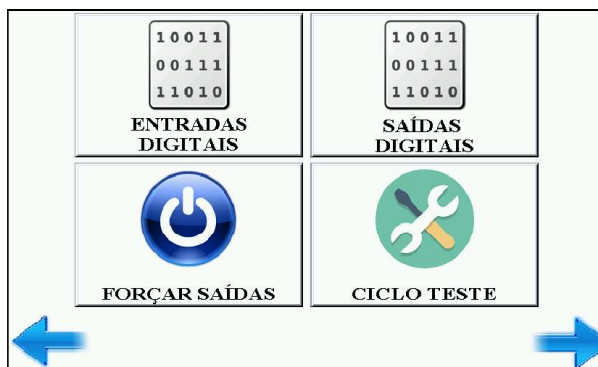 10011
00111
11010
ENTRADAS
DIGITAIS
10011
00111
11010
SAÍDAS
DIGITAIS
FORÇAR SAÍDAS
CICLO TESTE